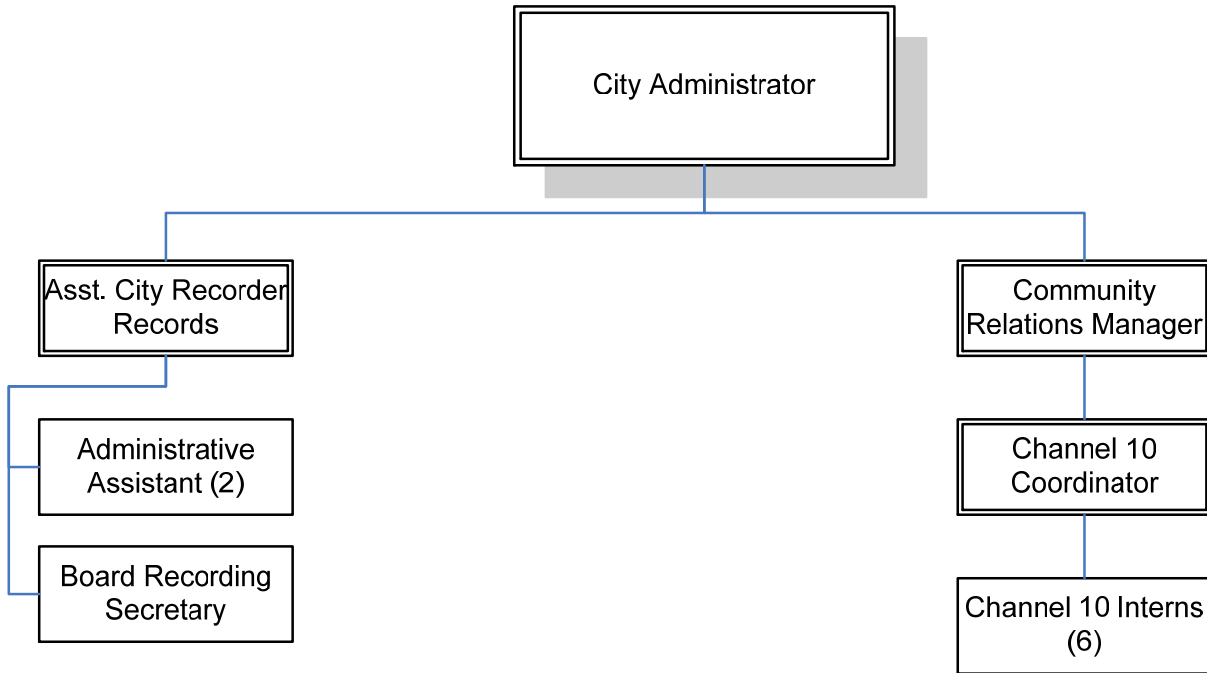 City Administrator
Asst. City Recorder
Records
Community
Relations Manager
Administrative
Assistant (2)
Channel 10
Coordinator
Board Recording
Secretary
Channel 10 Interns
(6)